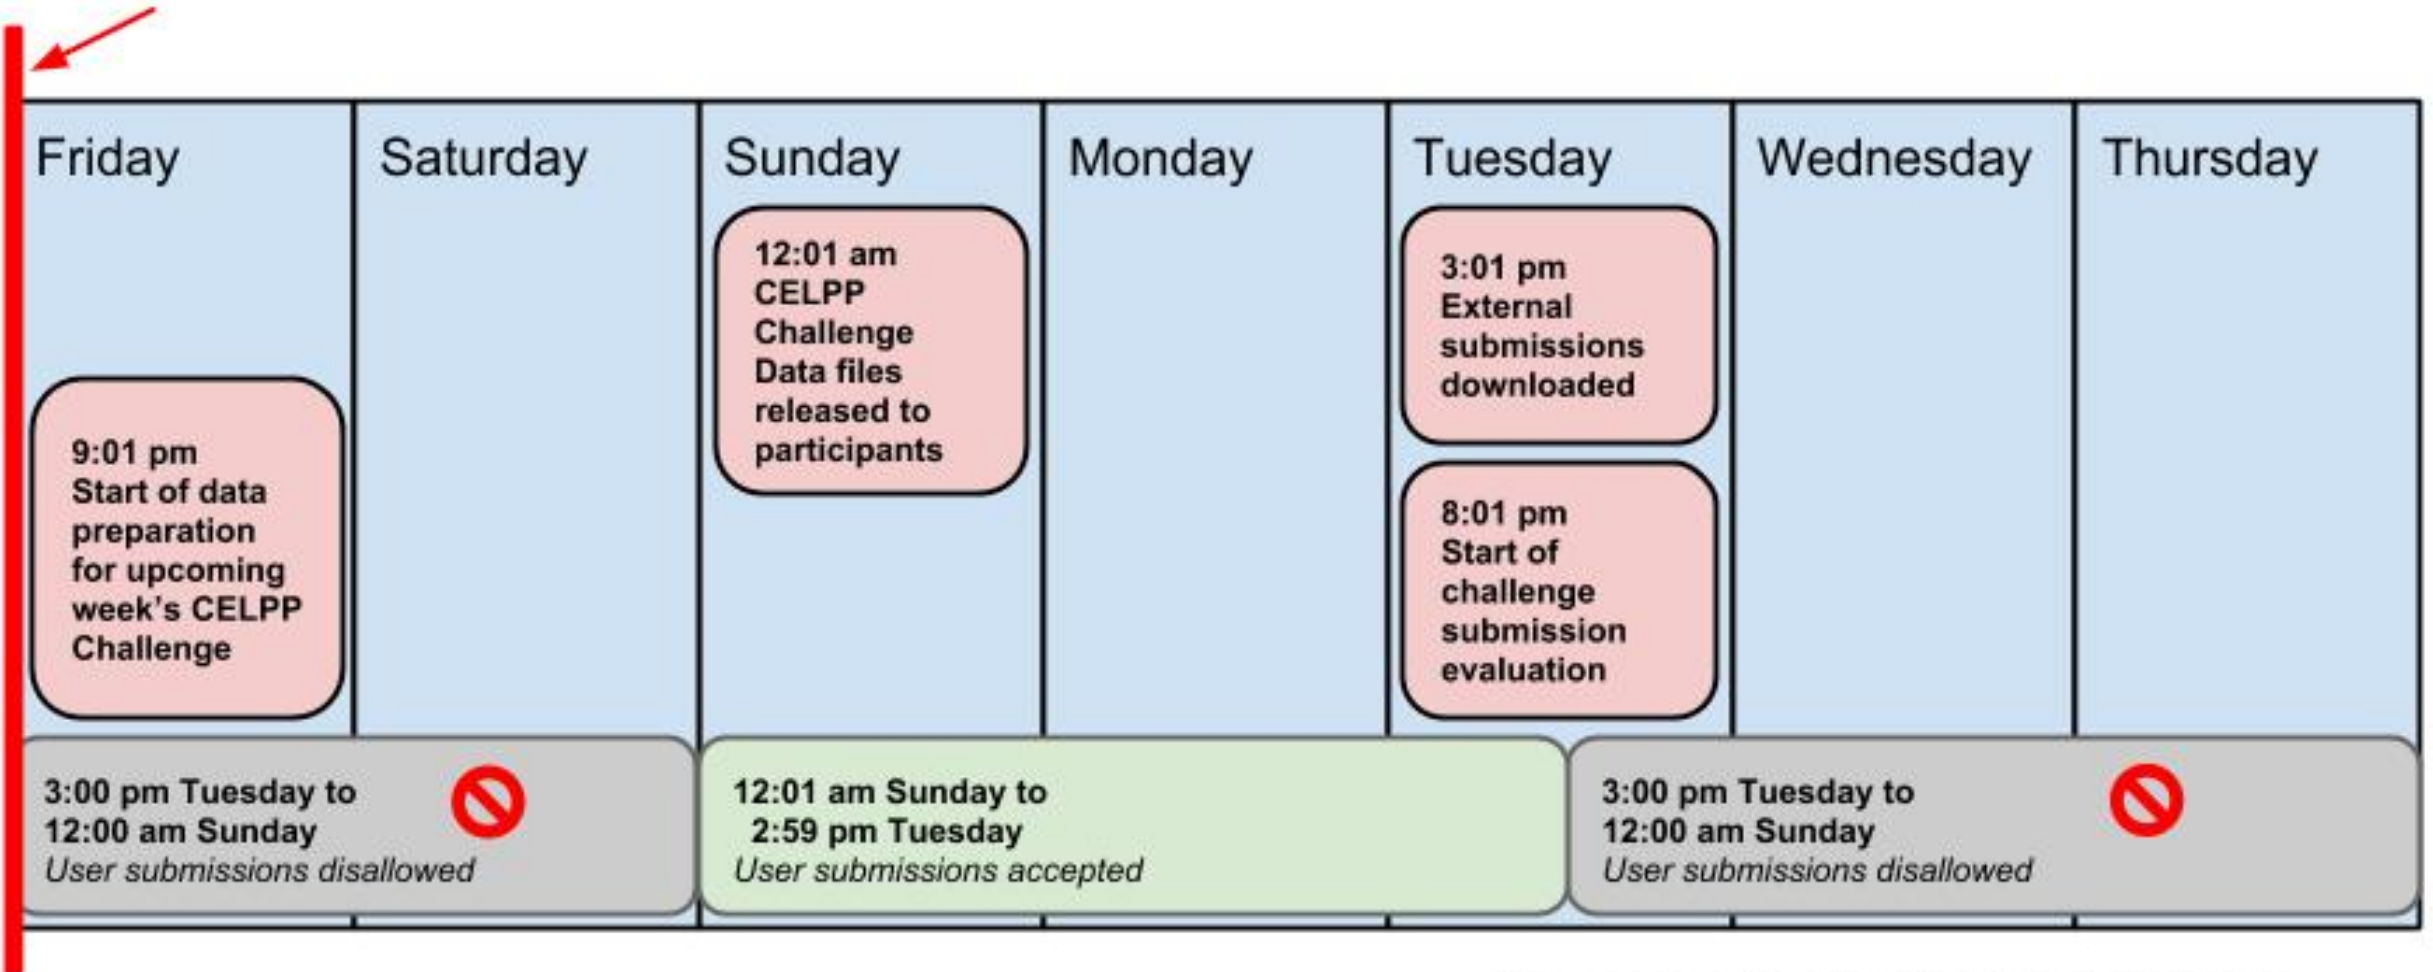 Friday
Saturday
Sunday
Monday
Tuesday
Wednesday
Thursday
9:01 pm
Start of data
preparation
for upcoming
week's CELPP
Challenge
12:01 am
CELPP
Challenge
Data files
released to
participants
3:01 pm
External
submissions
downloaded
8:01 pm
Start of
challenge
submission
evaluation
3:00 pm Tuesday to
12:00 am Sunday
User submissions disallowed
12:01 am Sunday to
2:59 pm Tuesday
User submissions accepted
3:00 pm Tuesday to
12:00 am Sunday
User submissions disallowed